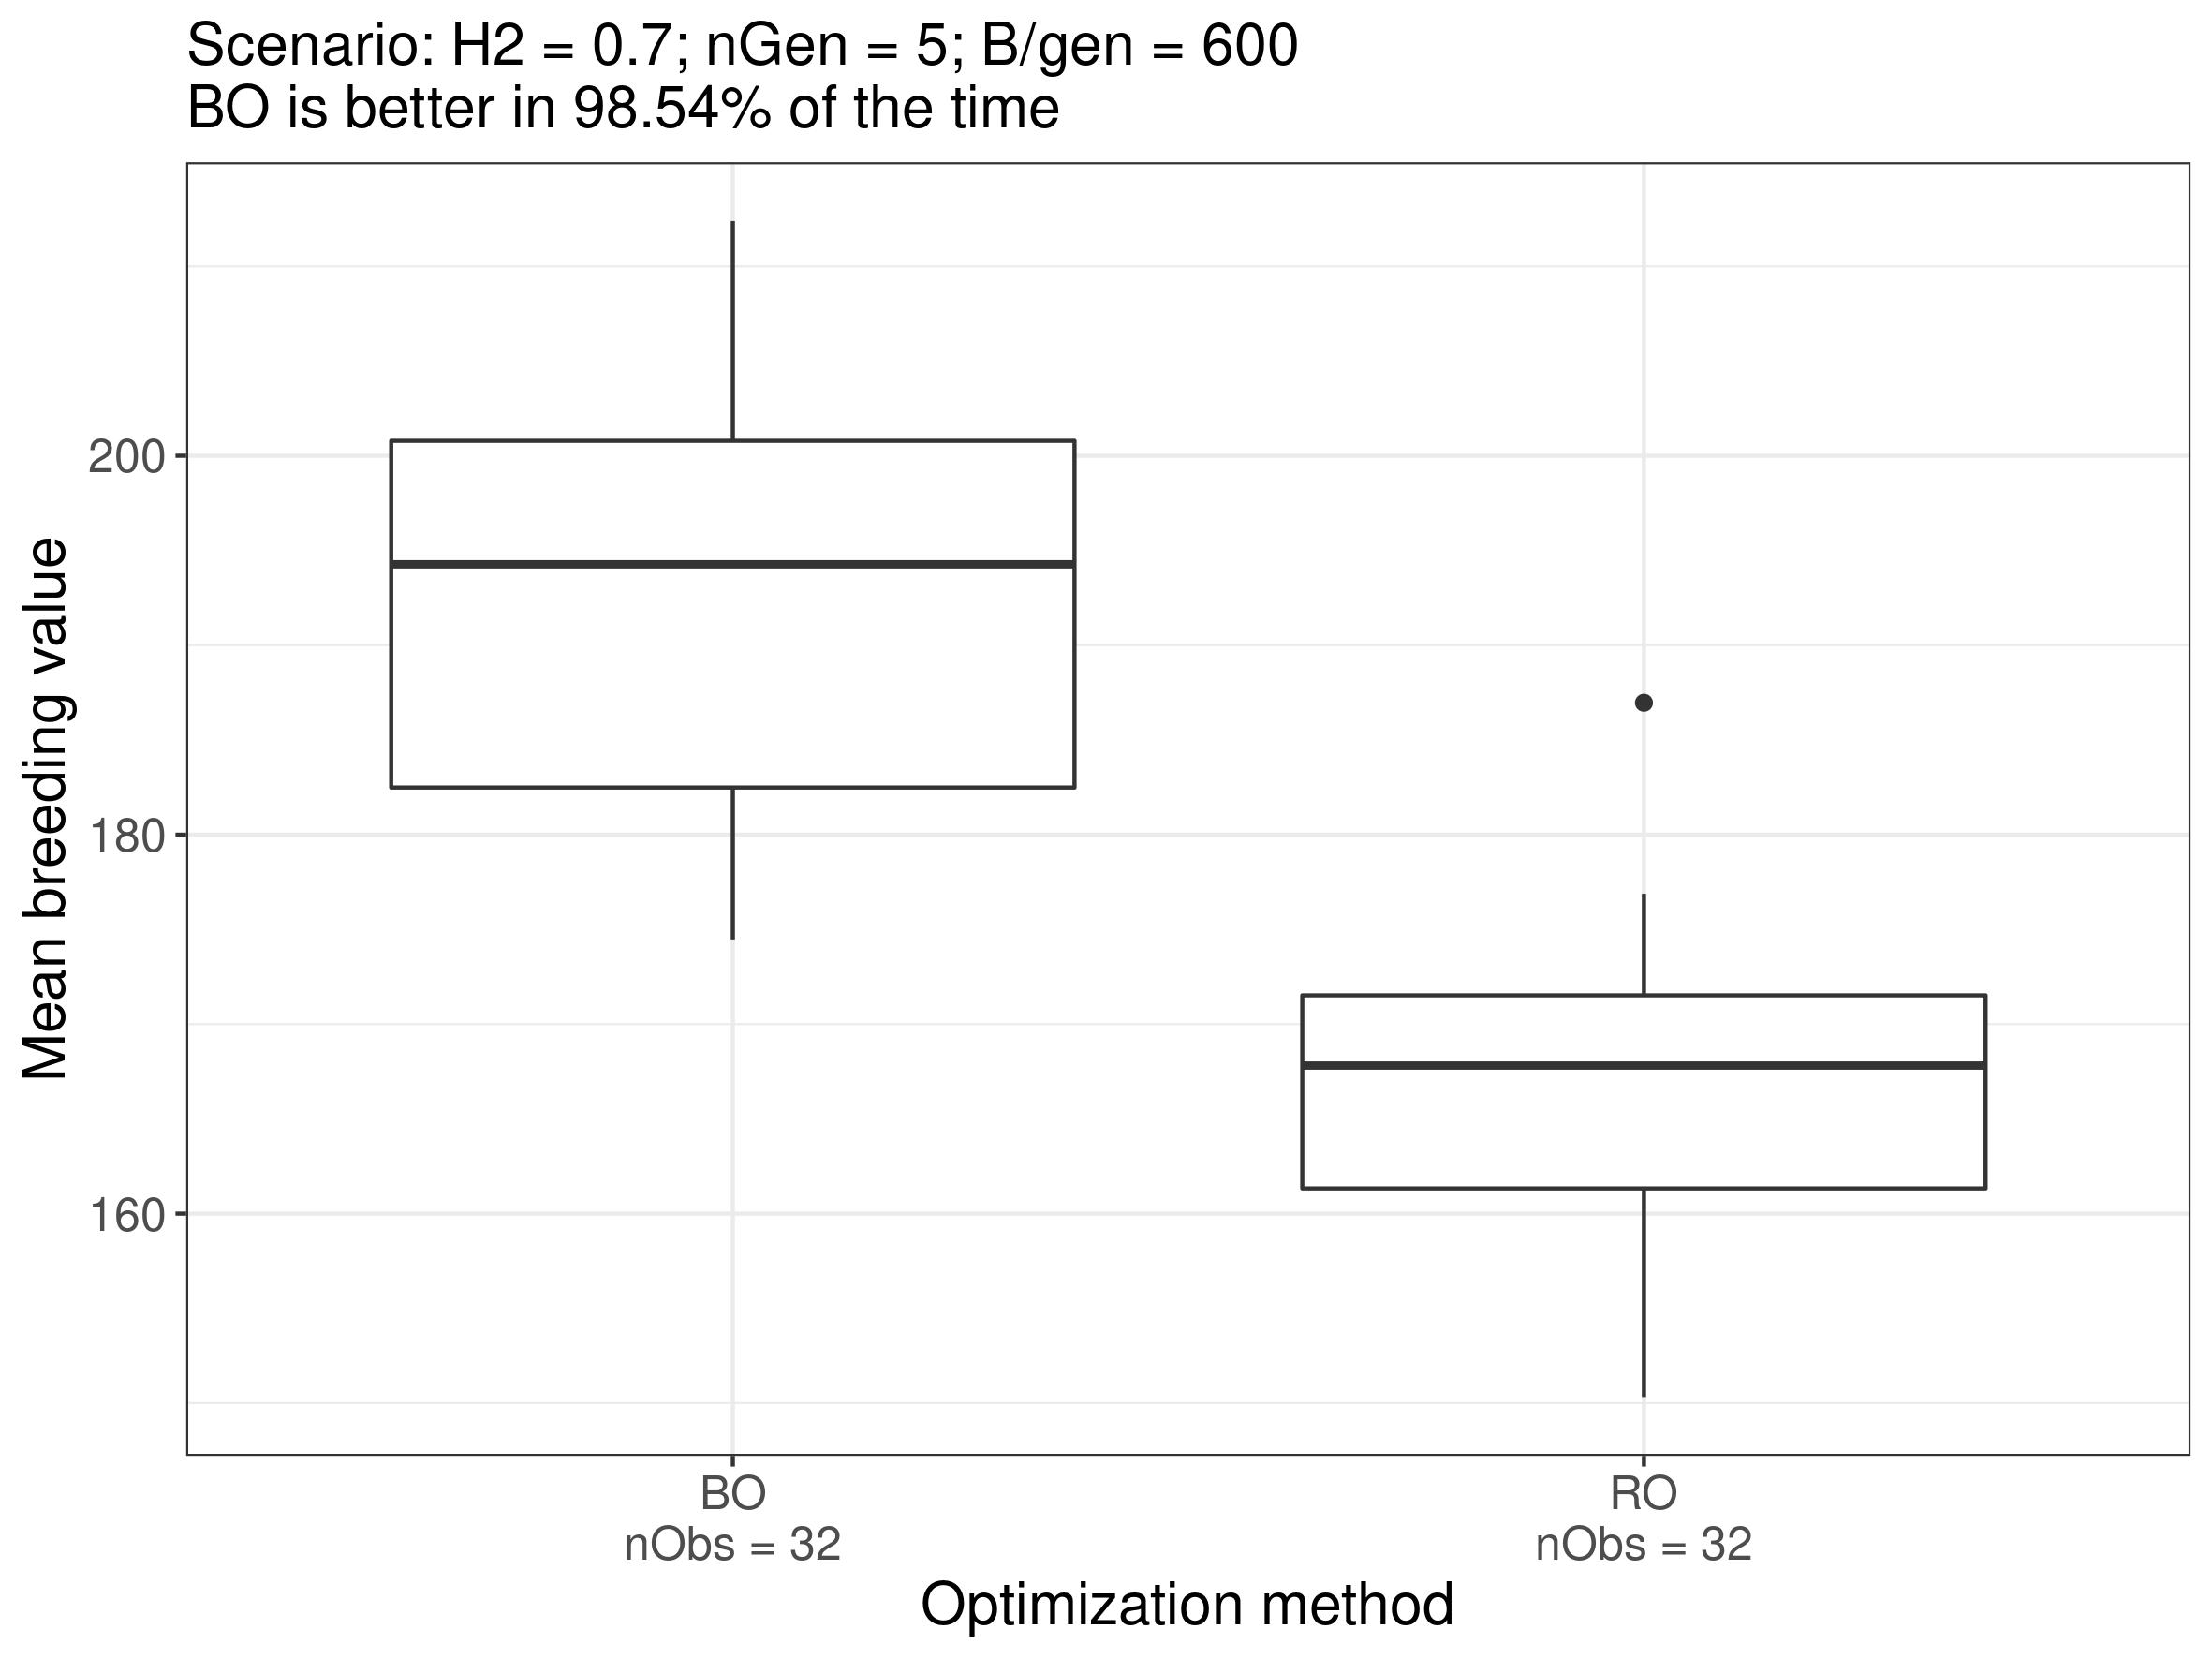 Scenario: H2 = 0.7; nGen = 5; B/gen = 600
BO is better in 98.54% of the time
Mean breeding value
200
180
160
BO
nObs = 32
RO
nObs = 32
Optimization method